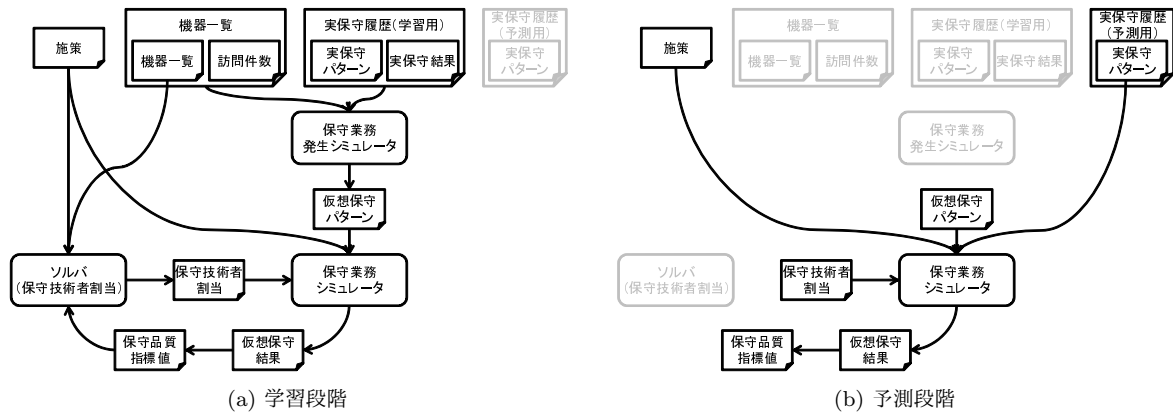 施策
機器一覧
機器一覧
訪問件数
実保守履歴(学習用)
実保守
パターン
実保守結果
実保守履歴
(予測用)
実保守
パターン
保守業務
発生シミュレータ
仮想保守
パターン
ソルバ
(保守技術者割当)
保守技術者
割当
保守業務
シミュレータ
保守品質
指標値
仮想保守
結果
(a) 学習段階
施策
機器一覧
機器一覧
訪問件数
実保守履歴(学習用)
実保守
パターン
実保守結果
実保守履歴
(予測用)
実保守
パターン
保守業務
発生シミュレータ
仮想保守
パターン
ソルバ
(保守技術者割当)
保守技術者
割当
保守業務
シミュレータ
保守品質
指標値
仮想保守
結果
(b) 予測段階